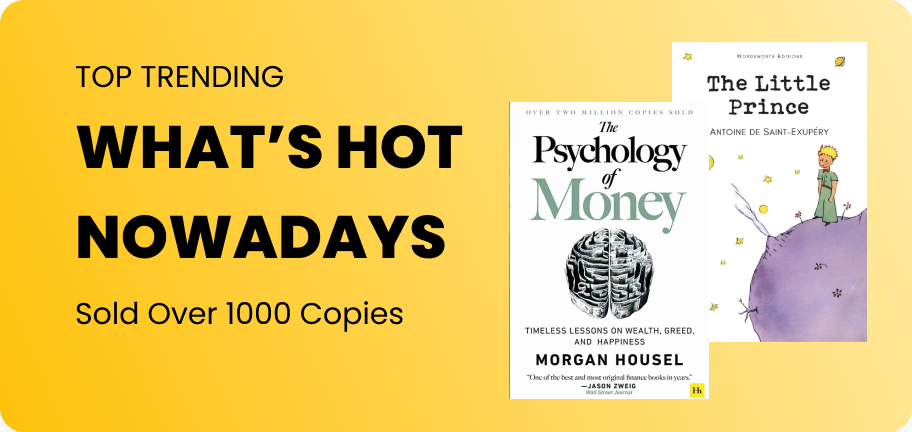 TOP TRENDING
WHAT’S HOT
NOWADAYS
Sold Over 1000 Copies
OVER TWO MILLION COPIES SOLD
The
Psychology
of
Money
TIMELESS LESSONS ON WEALTH, GREED,
AND HAPPINESS
MORGAN HOUSEL
"One of the best and most original finance books in years."
—JASON ZWEIG
Wall Street Journal
Hh
WORDSWORTH EDITIONS
The Little
Prince
ANTOINE DE SAINT-EXUPÉRY